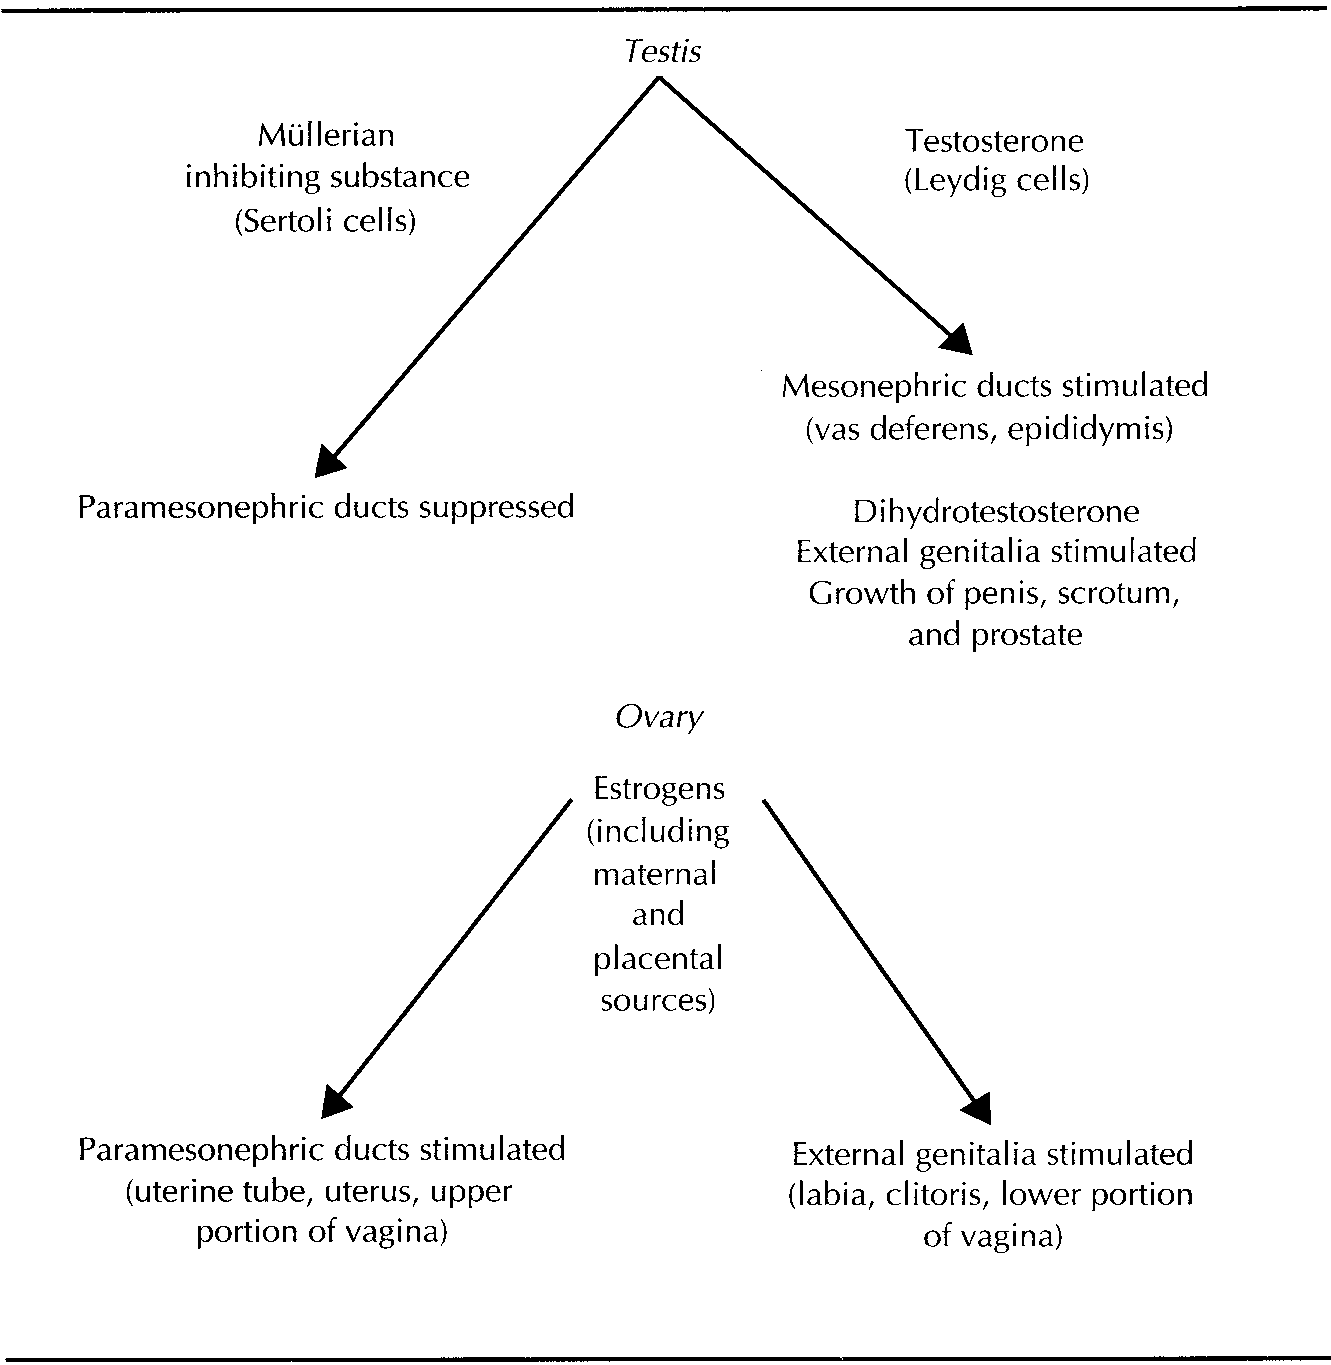 Testis
Müllerian
inhibiting substance
(Sertoli cells)
Testosterone
(Leydig cells)
Mesonephric ducts stimulated
(vas deferens, epididymis)
Paramesonephric ducts suppressed
Dihydrotestosterone
External genitalia stimulated
Growth of penis, scrotum,
and prostate
Ovary
Estrogens
(including
maternal
and
placental
sources)
Paramesonephric ducts stimulated
(uterine tube, uterus, upper
portion of vagina)
External genitalia stimulated
(labia, clitoris, lower portion
of vagina)